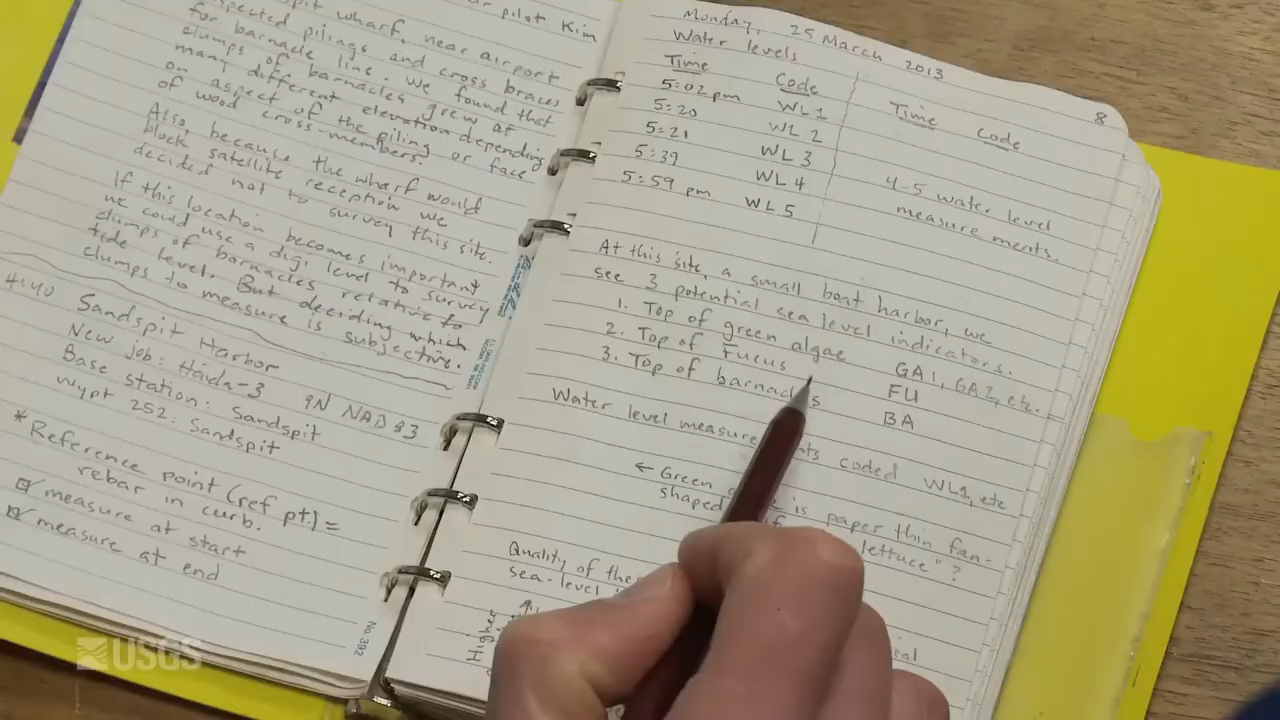 pilot Kim
wharf, near airport
pilings and cross braces
for barnacle line. We found that
clumps of barnacles grew at
many different elevation depending
on aspect of the piling or face
of wood cross-members.
Also, because the wharf would
block satellite reception we
decided not to survey this site.
If this location becomes important
we could use a digi level to survey
clumps of barnacles relative to
tide level. But deciding which
clumps to measure is subjective.
H140 Sandspit Harbor
New job: Haida-3 IN NAD 83
Base station: Sandspit
Wypt 252: Sandspit
* Reference point (ref pt.) =
rebar in curb.
measure at start
measure at end
No. 392
Monday, 25 March 2013
8
Water levels
Time Code Time Code
5:02 pm WL 1
5:20 WL 2
5:21 WL 3
5:39 WL 4
5:59 pm WL 5
4-5 water level
measurements.
At this site, a small boat harbor, we
see 3 potential sea level indicators.
1. Top of green algae GA1, GA2, etc.
2. Top of Fucus FU
3. Top of barnacles BA
Water level measurements coded WL1, etc
← Green is paper thin fan-
shaped lettuce"?
Quality of
sea-level
Higher
USGS